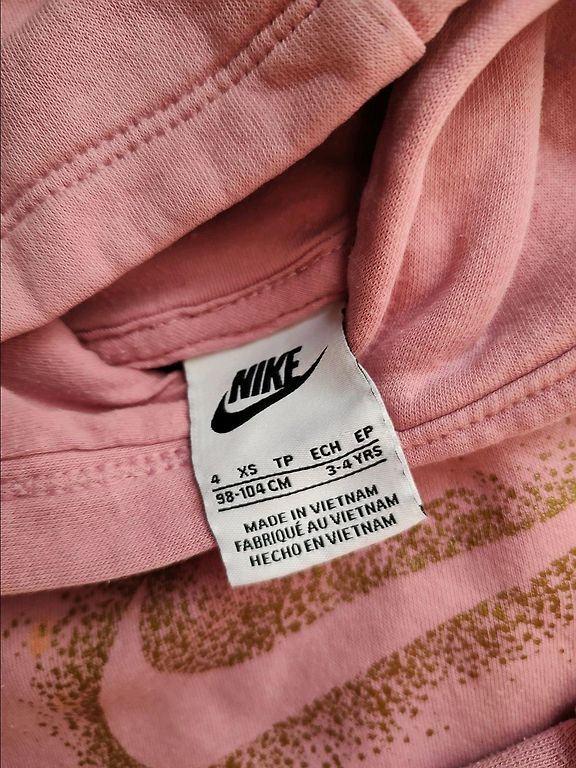 NIKE
4 XS TP ECH EP
98-104 CM 3-4 YRS
MADE IN VIETNAM
FABRIQUÉ AU VIETNAM
HECHO EN VIETNAM